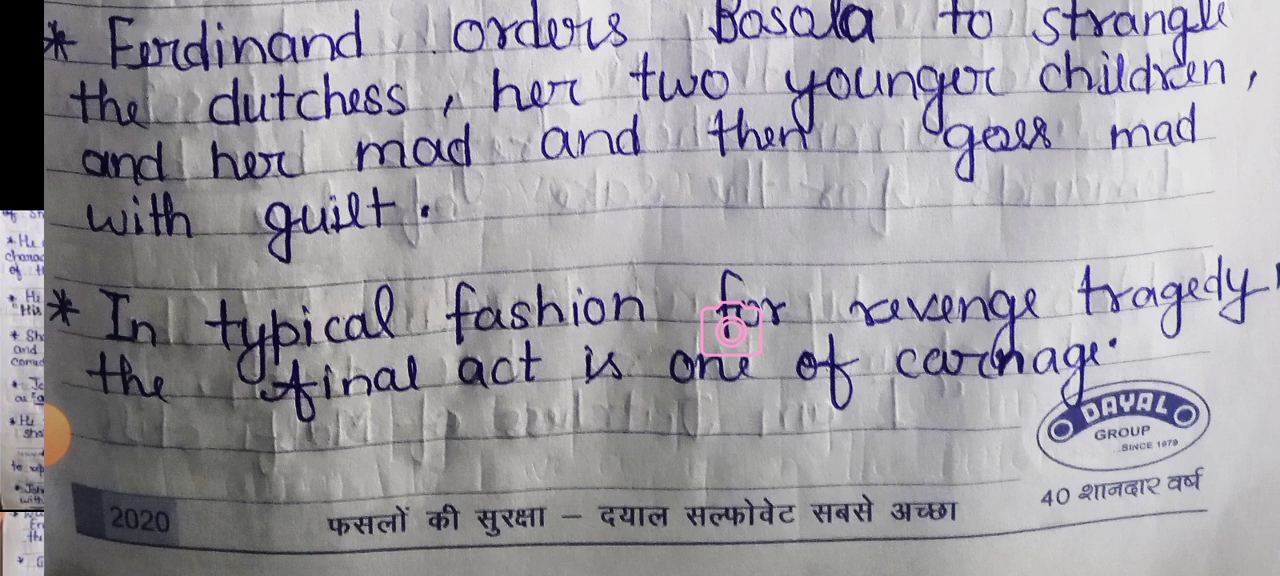 * Ferdinand orders Bosola to strangle
the dutchess, her two younger children,
and her mad and then goes mad
with guilt.
* In typical fashion for revenge tragedy
the final act is one of carnage.
DAYAL
GROUP
SINCE 1979
40 शानदार वर्ष
2020 फसलों की सुरक्षा – दयाल सल्फोवेट सबसे अच्छा